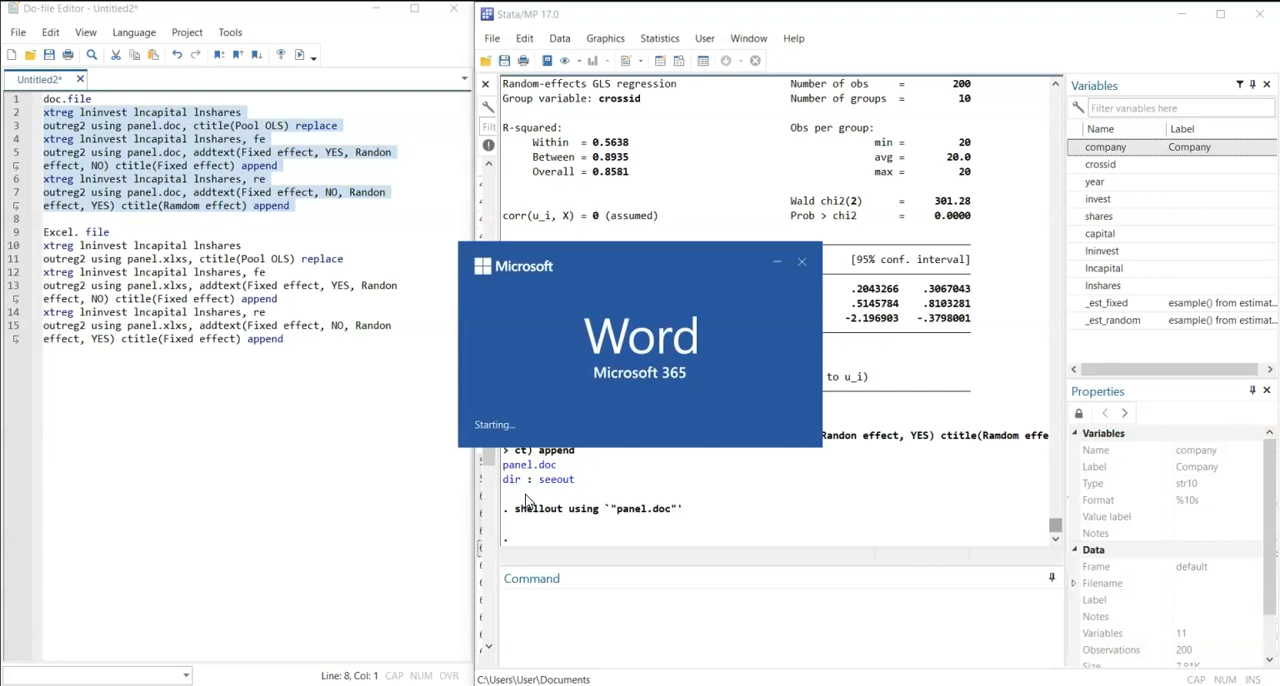 Do-file Editor - Untitled2*
File Edit View Language Project Tools
Untitled2*
1 doc.file
2 xtreg lninvest lncapital lnshares
3 outreg2 using panel.doc, ctitle(Pool OLS) replace
4 xtreg lninvest lncapital lnshares, fe
5 outreg2 using panel.doc, addtext(Fixed effect, YES, Randon
effect, NO) ctitle(Fixed effect) append
6 xtreg lninvest lncapital lnshares, re
7 outreg2 using panel.doc, addtext(Fixed effect, NO, Randon
effect, YES) ctitle(Ramdom effect) append
8
9 Excel. file
10 xtreg lninvest lncapital lnshares
11 outreg2 using panel.xlxs, ctitle(Pool OLS) replace
12 xtreg lninvest lncapital lnshares, fe
13 outreg2 using panel.xlxs, addtext(Fixed effect, YES, Randon
effect, NO) ctitle(Fixed effect) append
14 xtreg lninvest lncapital lnshares, re
15 outreg2 using panel.xlxs, addtext(Fixed effect, NO, Randon
effect, YES) ctitle(Fixed effect) append
Line: 8, Col: 1 CAP NUM OVR
Stata/MP 17.0
File Edit Data Graphics Statistics User Window Help
Filt
Random-effects GLS regression Number of obs = 200
Group variable: crossid Number of groups = 10
R-squared: Obs per group:
Within = 0.5638 min = 20
Between = 0.8935 avg = 20.0
Overall = 0.8581 max = 20
Wald chi2(2) = 301.28
corr(u_i, X) = 0 (assumed) Prob > chi2 = 0.0000
[95% conf. interval]
.2043266 .3067043
.5145784 .8103281
-2.196903 -.3798001
to u_i)
Randon effect, YES) ctitle(Ramdom effe
> ct) append
panel.doc
dir : seeout
. shellout using `"panel.doc"'
.
Microsoft
Word
Microsoft 365
Starting...
Command
C:\Users\User\Documents
Variables
Filter variables here
Name Label
company Company
crossid
year
invest
shares
capital
lninvest
lncapital
lnshares
_est_fixed esample() from estimat...
_est_random esample() from estimat...
Properties
Variables
Name company
Label Company
Type str10
Format %10s
Value label
Notes
Data
Frame default
Filename
Label
Notes
Variables 11
Observations 200
Size 7.81K
CAP NUM INS